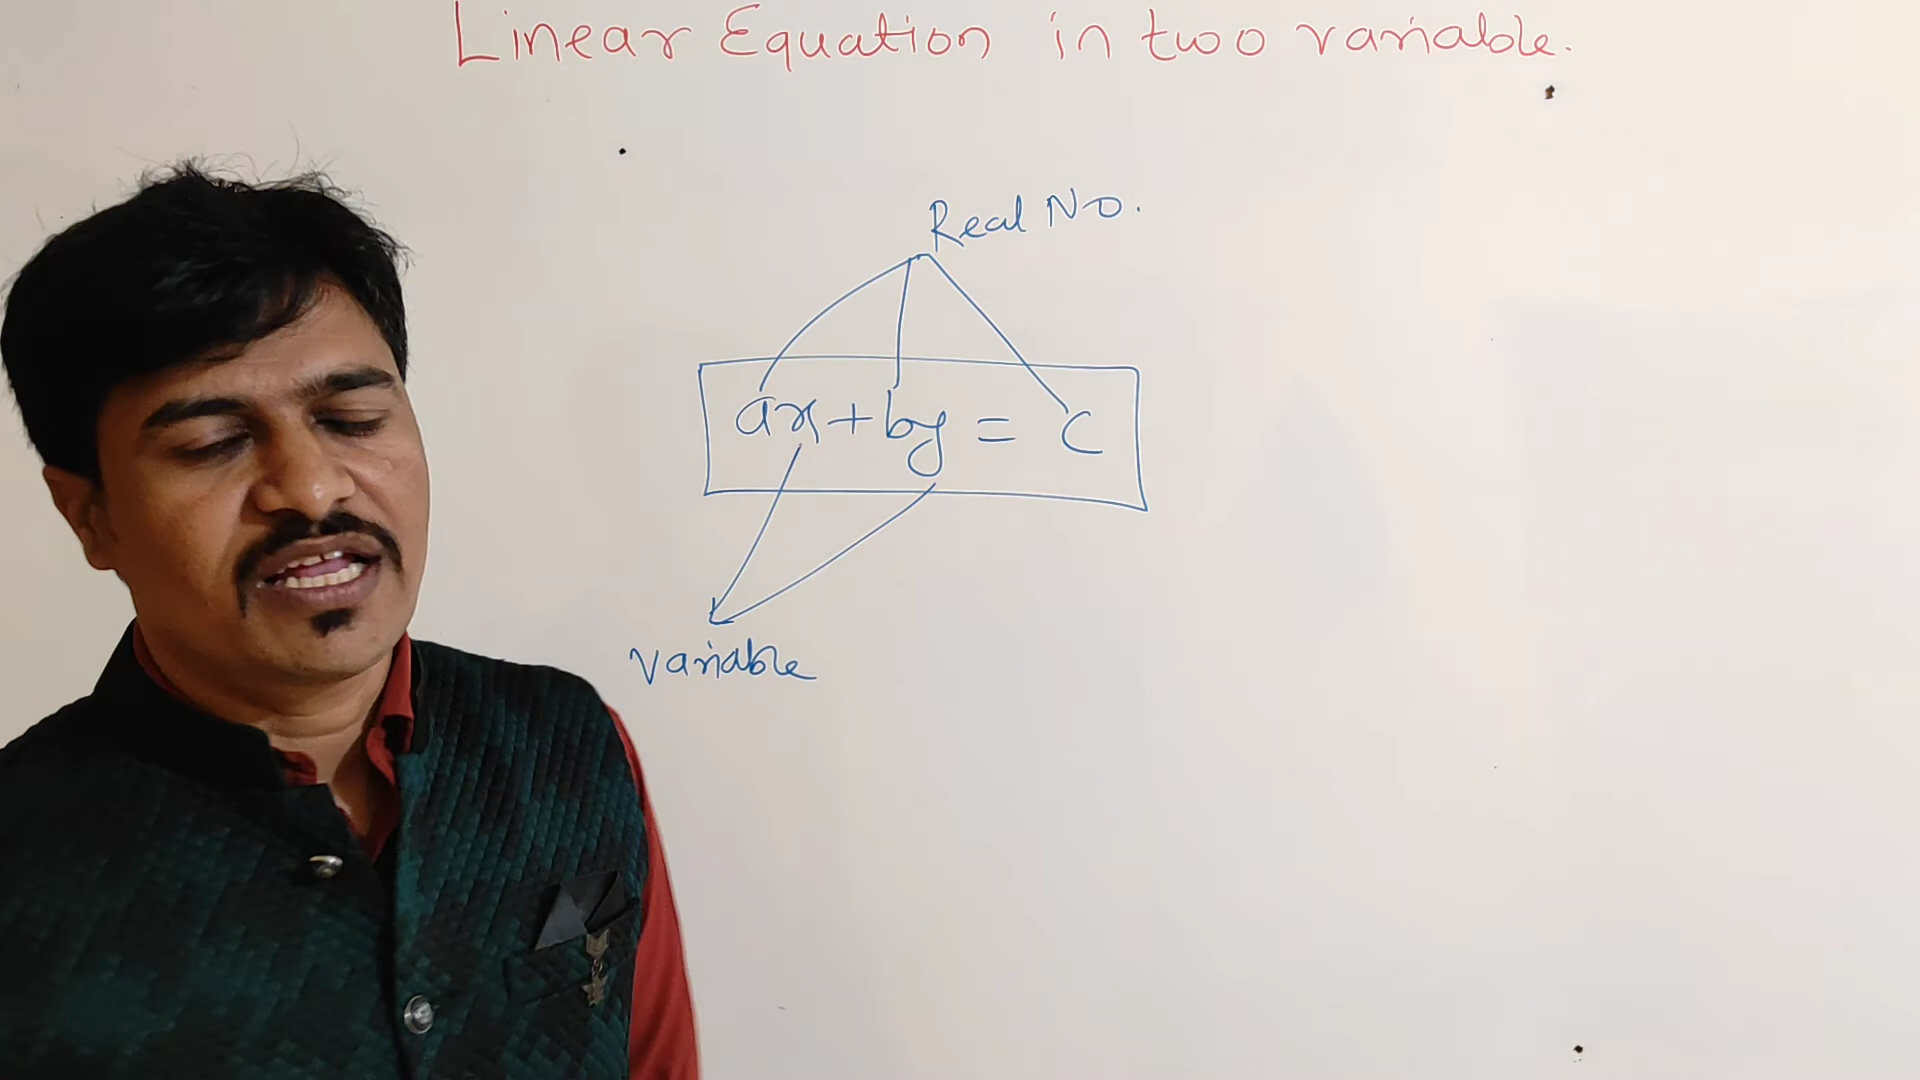 Linear Equation in two variable.
Real No.
ax + by = c
variable